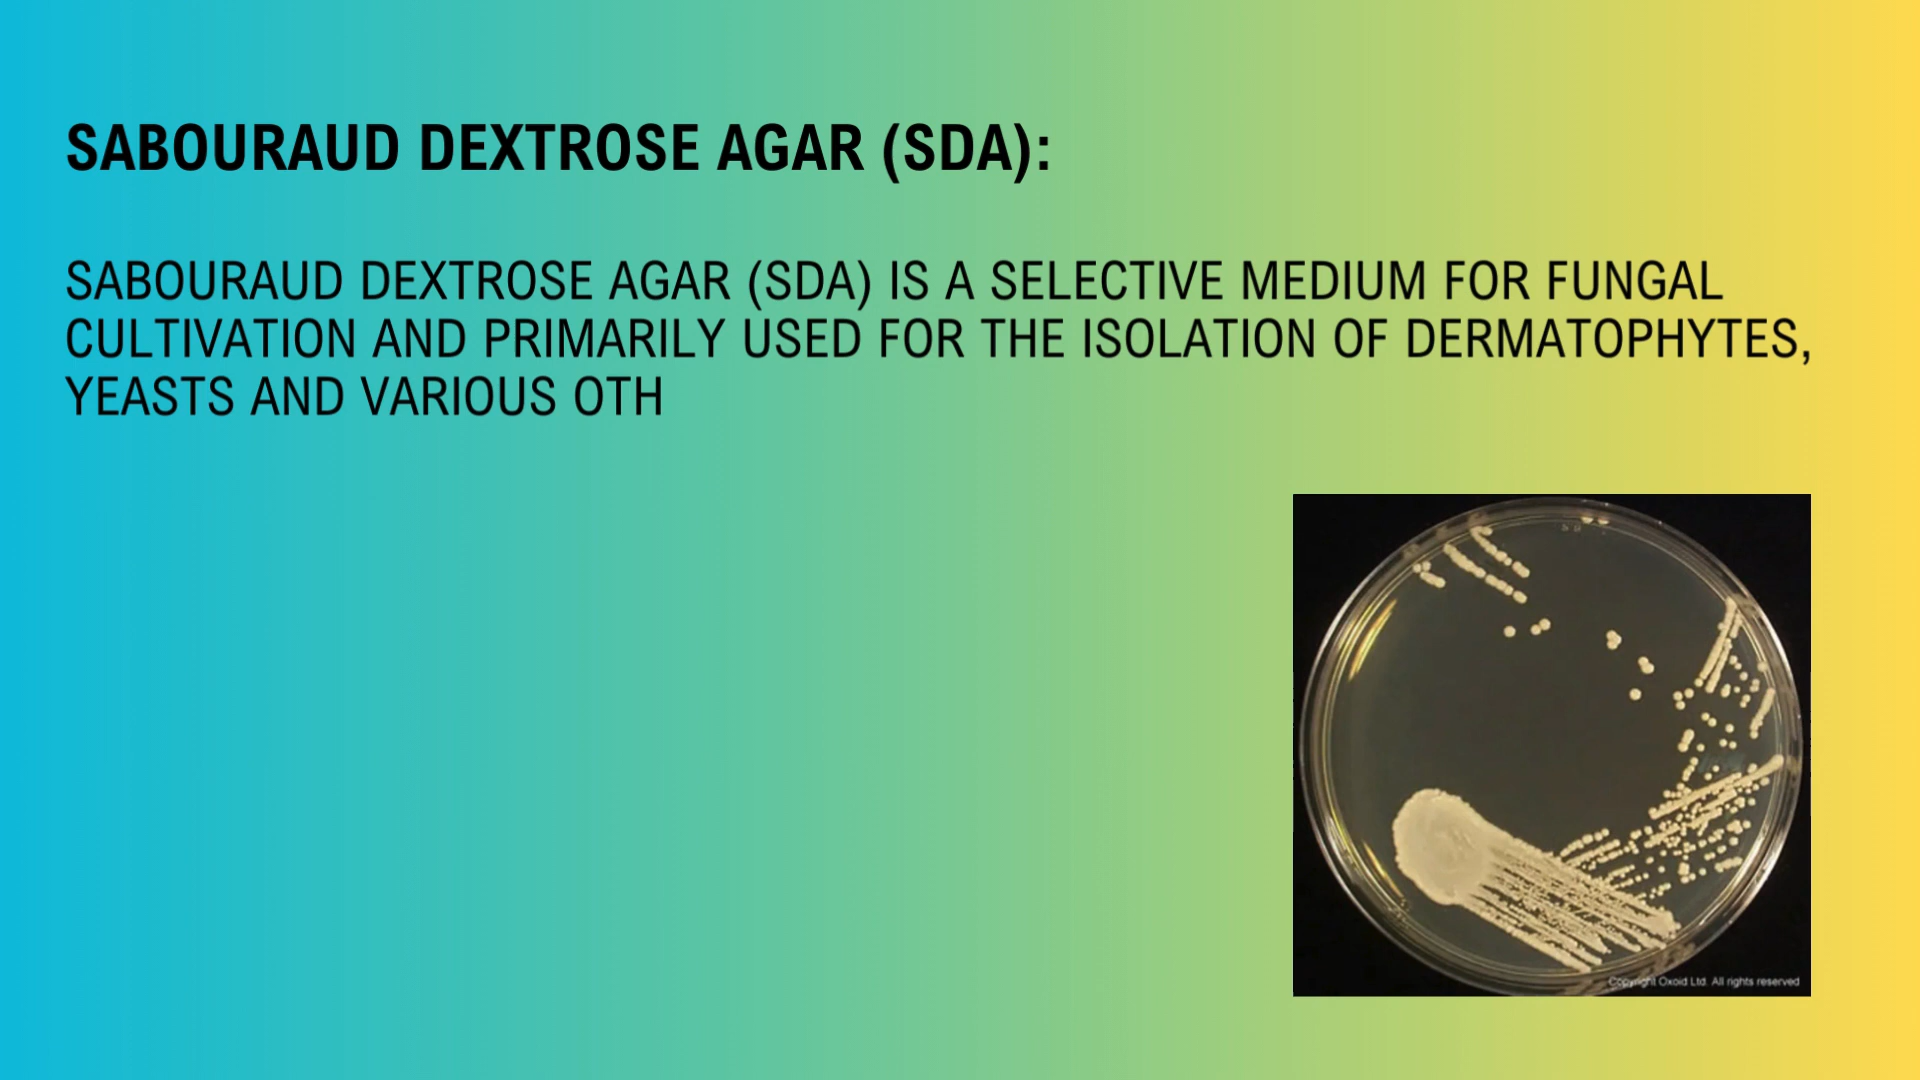 SABOURAUD DEXTROSE AGAR (SDA):
SABOURAUD DEXTROSE AGAR (SDA) IS A SELECTIVE MEDIUM FOR FUNGAL
CULTIVATION AND PRIMARILY USED FOR THE ISOLATION OF DERMATOPHYTES,
YEASTS AND VARIOUS OTH
Copyright Oxoid Ltd. All rights reserved